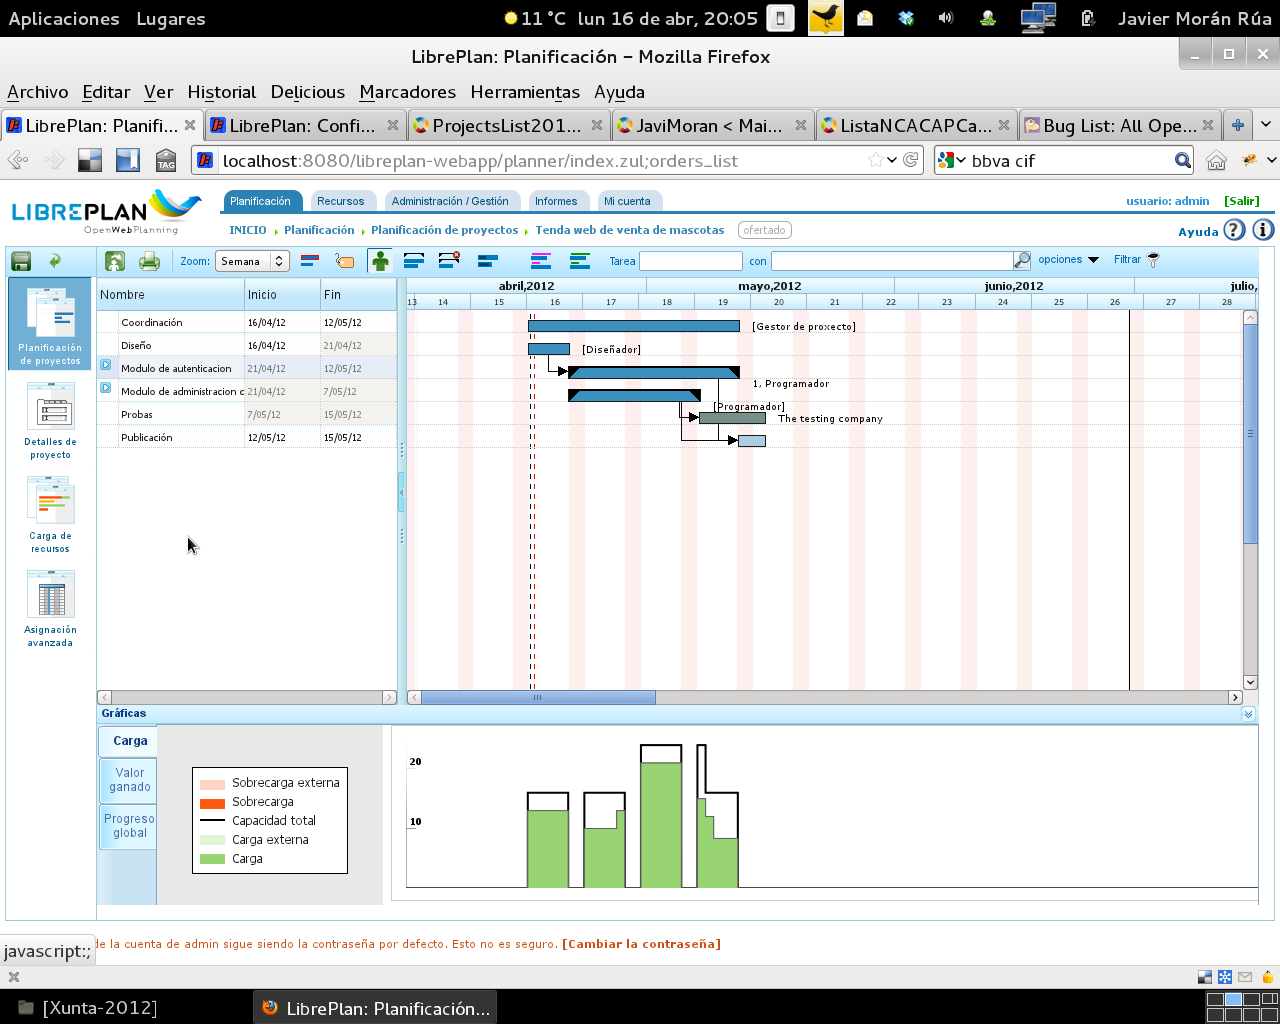 Aplicaciones Lugares 11 °C lun 16 de abr, 20:05 Javier Morán Rúa
LibrePlan: Planificación – Mozilla Firefox
Archivo Editar Ver Historial Delicious Marcadores Herramientas Ayuda
LibrePlan: Planifi... LibrePlan: Confi... ProjectsList201... JaviMoran < Mai... ListaNCACAPCa... Bug List: All Ope...
TAG localhost:8080/libreplan-webapp/planner/index.zul;orders_list bbva cif
LIBREPLAN
OpenWebPlanning
Planificación Recursos Administración / Gestión Informes Mi cuenta usuario: admin [Salir]
INICIO Planificación Planificación de proyectos Tenda web de venta de mascotas ofertado Ayuda
Zoom: Semana Tarea con opciones Filtrar
Planificación de proyectos
Detalles de proyecto
Carga de recursos
Asignación avanzada
Nombre Inicio Fin
Coordinación 16/04/12 12/05/12
Diseño 16/04/12 21/04/12
Modulo de autenticacion 21/04/12 12/05/12
Modulo de administracion c 21/04/12 7/05/12
Probas 7/05/12 15/05/12
Publicación 12/05/12 15/05/12
abril,2012 mayo,2012 junio,2012 julio,
13 14 15 16 17 18 19 20 21 22 23 24 25 26 27 28
[Gestor de proxecto]
[Diseñador]
1, Programador
[Programador]
The testing company
Gráficas
Carga
Valor ganado
Progreso global
Sobrecarga externa
Sobrecarga
Capacidad total
Carga externa
Carga
20
10
de la cuenta de admin sigue siendo la contraseña por defecto. Esto no es seguro. [Cambiar la contraseña]
javascript:;
[Xunta-2012] LibrePlan: Planificación...